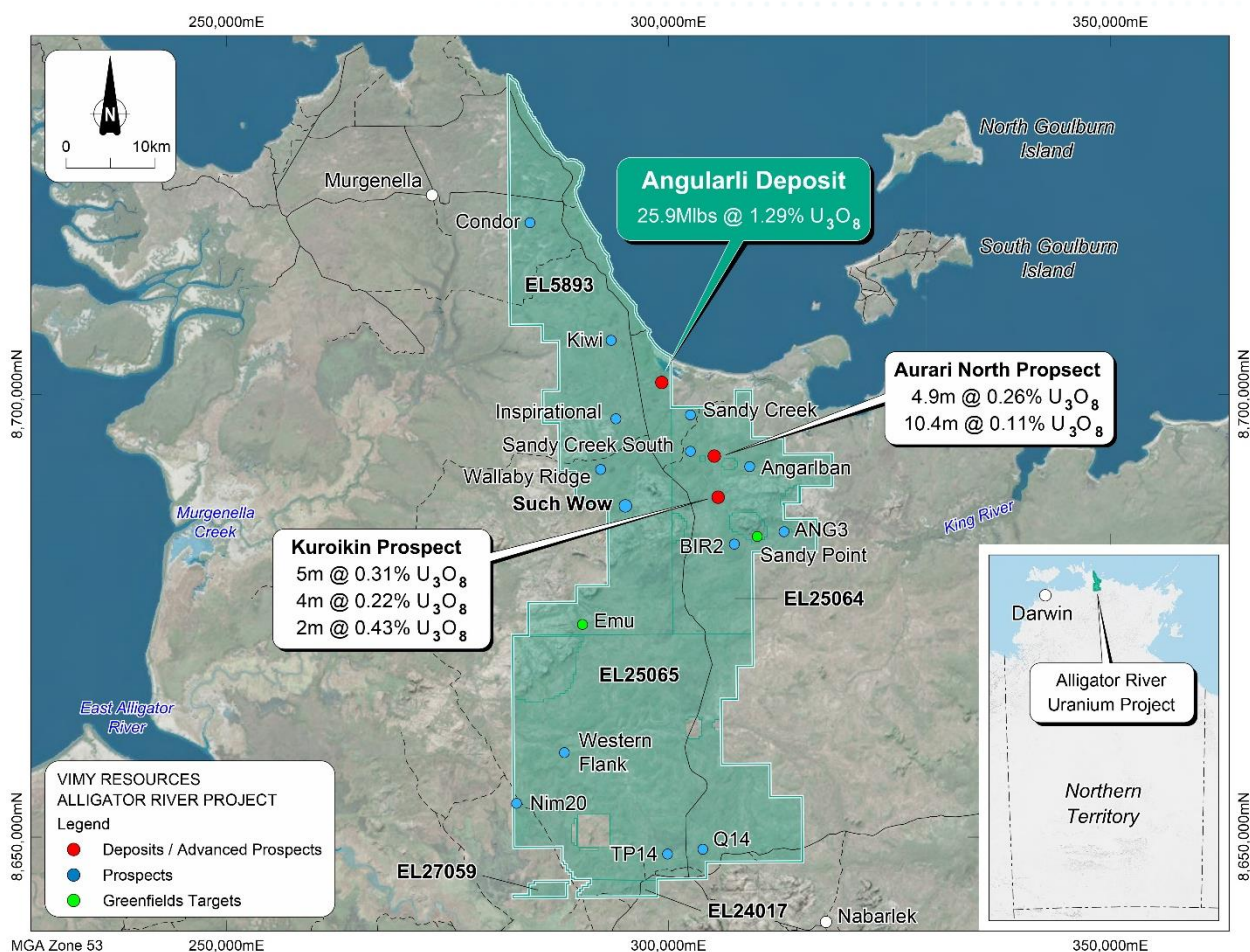 250,000mE
300,000mE
350,000mE
N
0 10km
Murgenella
Condor
EL5893
Kiwi
Angularli Deposit
25.9Mlbs @ 1.29% U3O8
North Goulburn
Island
South Goulburn
Island
8,700,000mN
8,700,000mN
Aurari North Propsect
4.9m @ 0.26% U3O8
10.4m @ 0.11% U3O8
Inspirational
Sandy Creek
Sandy Creek South
Wallaby Ridge
Angarlban
Such Wow
Murgenella
Creek
King River
Kuroikin Prospect
5m @ 0.31% U3O8
4m @ 0.22% U3O8
2m @ 0.43% U3O8
BIR2
ANG3
Sandy Point
EL25064
Emu
EL25065
East Alligator
River
Western
Flank
Nim20
TP14
Q14
EL27059
EL24017
Nabarlek
Darwin
Alligator River
Uranium Project
Northern
Territory
VIMY RESOURCES
ALLIGATOR RIVER PROJECT
Legend
Deposits / Advanced Prospects
Prospects
Greenfields Targets
8,650,000mN
8,650,000mN
MGA Zone 53
250,000mE
300,000mE
350,000mE